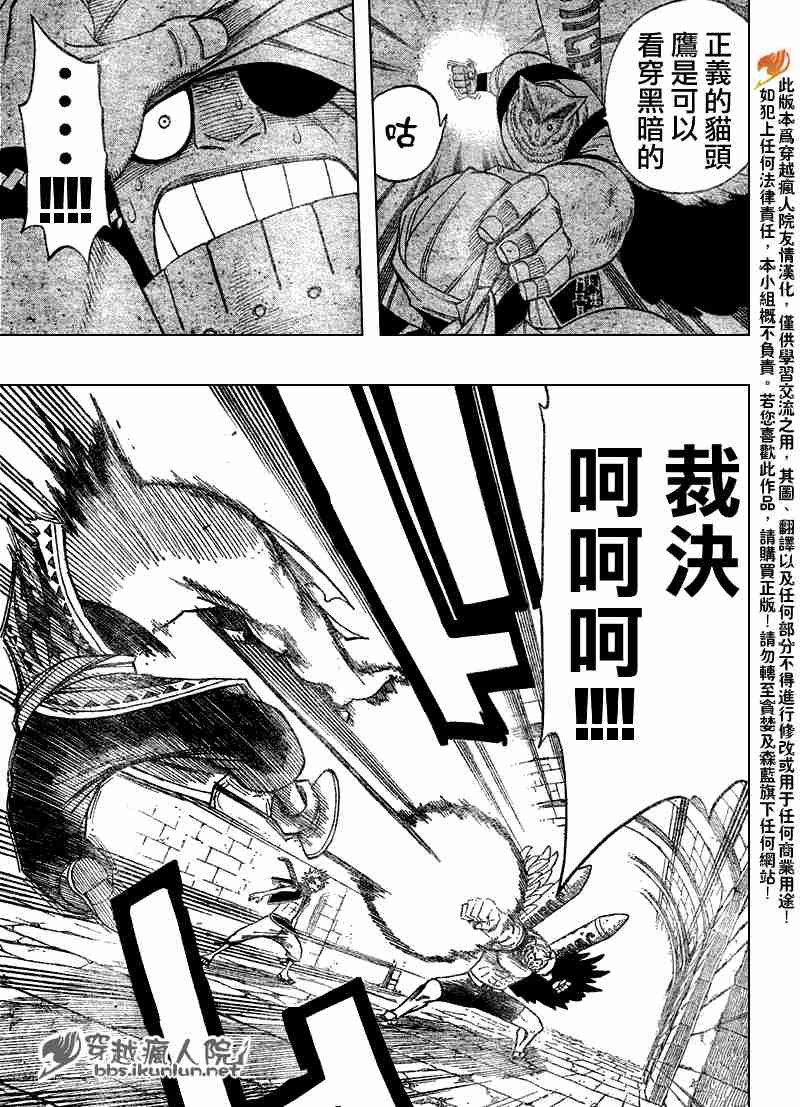 正義的貓頭
鷹是可以
看穿黑暗的
咕
⋯⋯!!!!
裁決
呵呵呵!!!!
此版本爲穿越瘋人院友情漢化，僅供學習交流之用，其圖、翻譯以及任何部分不得進行修改或用于任何商業用途！
如犯上任何法律責任，本小組概不負責。若您喜歡此作品，請購買正版！請勿轉至貪婪及森藍旗下任何網站！
穿越瘋人院
bbs.ikunlun.net